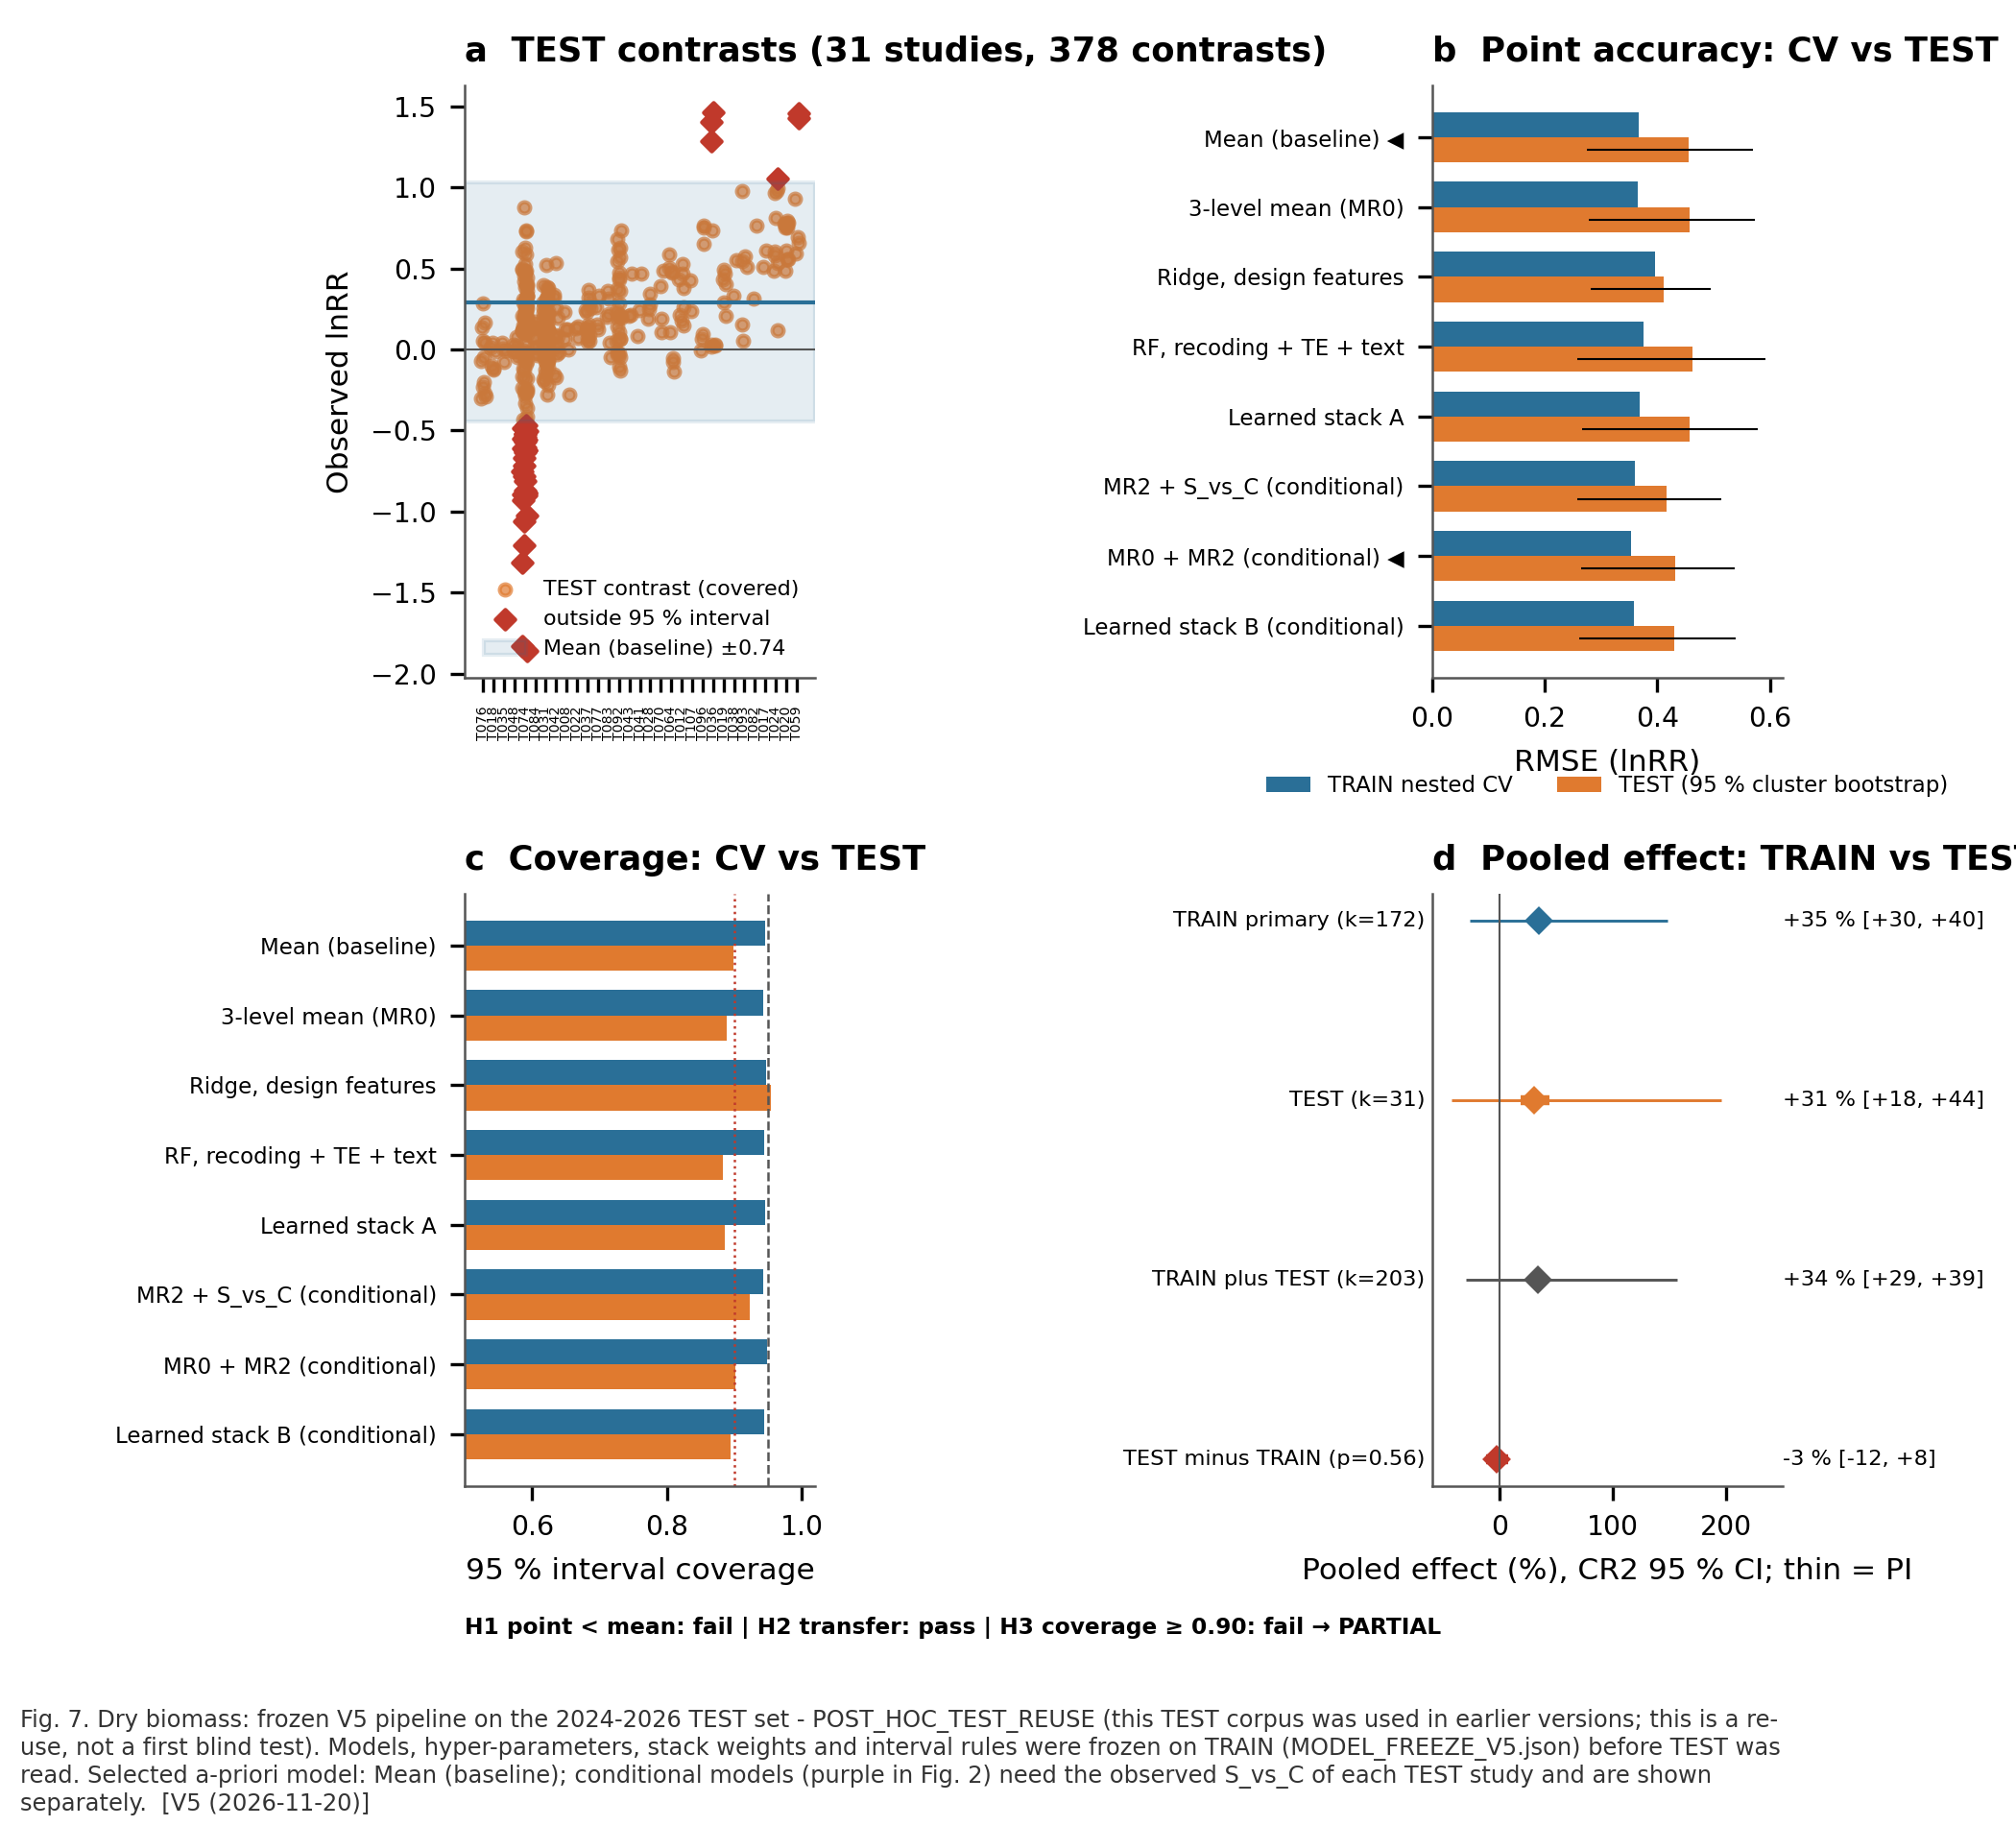 a TEST contrasts (31 studies, 378 contrasts)
Observed lnRR
1.5
1.0
0.5
0.0
−0.5
−1.0
−1.5
−2.0
TEST contrast (covered)
outside 95 % interval
Mean (baseline) ±0.74
T076
T018
T035
T048
T074
T084
T031
T042
T008
T022
T037
T077
T083
T092
T043
T041
T028
T070
T064
T012
T107
T096
T036
T019
T038
T093
T082
T017
T024
T020
T059
b Point accuracy: CV vs TEST
Mean (baseline) ◀
3-level mean (MR0)
Ridge, design features
RF, recoding + TE + text
Learned stack A
MR2 + S_vs_C (conditional)
MR0 + MR2 (conditional) ◀
Learned stack B (conditional)
0.0 0.2 0.4 0.6
RMSE (lnRR)
TRAIN nested CV TEST (95 % cluster bootstrap)
c Coverage: CV vs TEST
Mean (baseline)
3-level mean (MR0)
Ridge, design features
RF, recoding + TE + text
Learned stack A
MR2 + S_vs_C (conditional)
MR0 + MR2 (conditional)
Learned stack B (conditional)
0.6 0.8 1.0
95 % interval coverage
d Pooled effect: TRAIN vs TES
TRAIN primary (k=172) +35 % [+30, +40]
TEST (k=31) +31 % [+18, +44]
TRAIN plus TEST (k=203) +34 % [+29, +39]
TEST minus TRAIN (p=0.56) -3 % [-12, +8]
0 100 200
Pooled effect (%), CR2 95 % CI; thin = PI
H1 point < mean: fail | H2 transfer: pass | H3 coverage ≥ 0.90: fail → PARTIAL
Fig. 7. Dry biomass: frozen V5 pipeline on the 2024-2026 TEST set - POST_HOC_TEST_REUSE (this TEST corpus was used in earlier versions; this is a re-
use, not a first blind test). Models, hyper-parameters, stack weights and interval rules were frozen on TRAIN (MODEL_FREEZE_V5.json) before TEST was
read. Selected a-priori model: Mean (baseline); conditional models (purple in Fig. 2) need the observed S_vs_C of each TEST study and are shown
separately. [V5 (2026-11-20)]